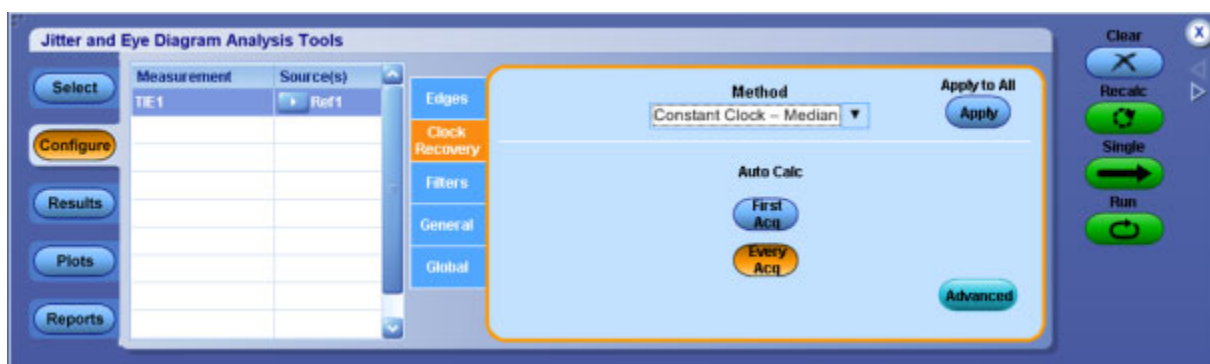 Jitter and Eye Diagram Analysis Tools
Select
Configure
Results
Plots
Reports
Measurement Source(s)
TIE1 Ref1
Edges
Clock
Recovery
Filters
General
Global
Method
Constant Clock – Median
Apply to All
Apply
Auto Calc
First
Acq
Every
Acq
Advanced
Clear
X
Recalc
Single
Run